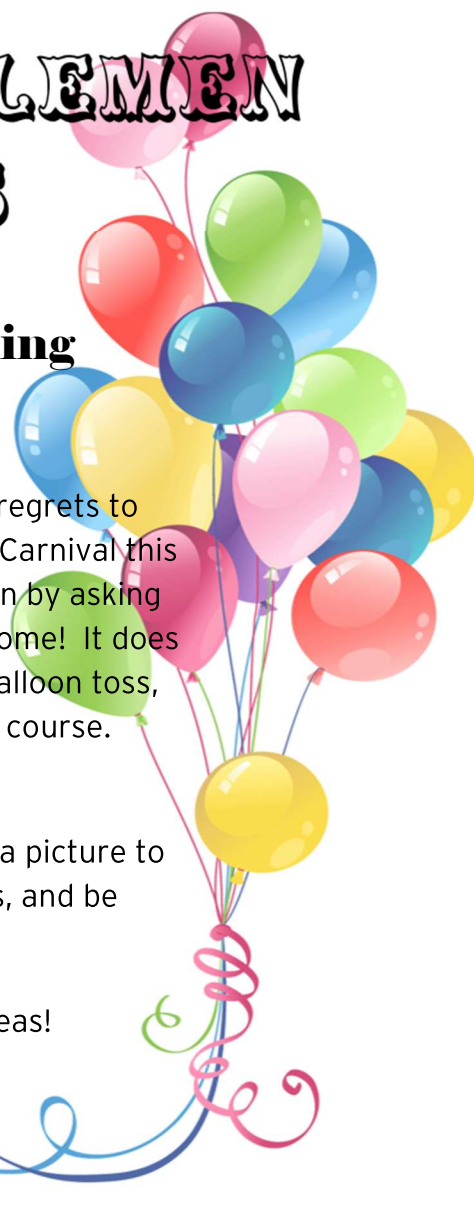 LEMEN
S
ing
regrets to
Carnival this
n by asking
ome!  It does
alloon toss,
course.
a picture to
s, and be
eas!